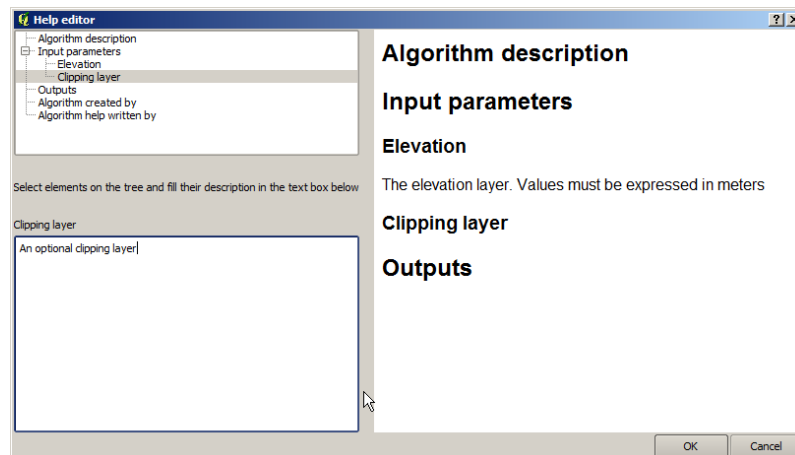 Help editor
Algorithm description
Input parameters
Elevation
Clipping layer
Outputs
Algorithm created by
Algorithm help written by
Select elements on the tree and fill their description in the text box below
Clipping layer
An optional clipping layer
Algorithm description
Input parameters
Elevation
The elevation layer. Values must be expressed in meters
Clipping layer
Outputs
OK
Cancel